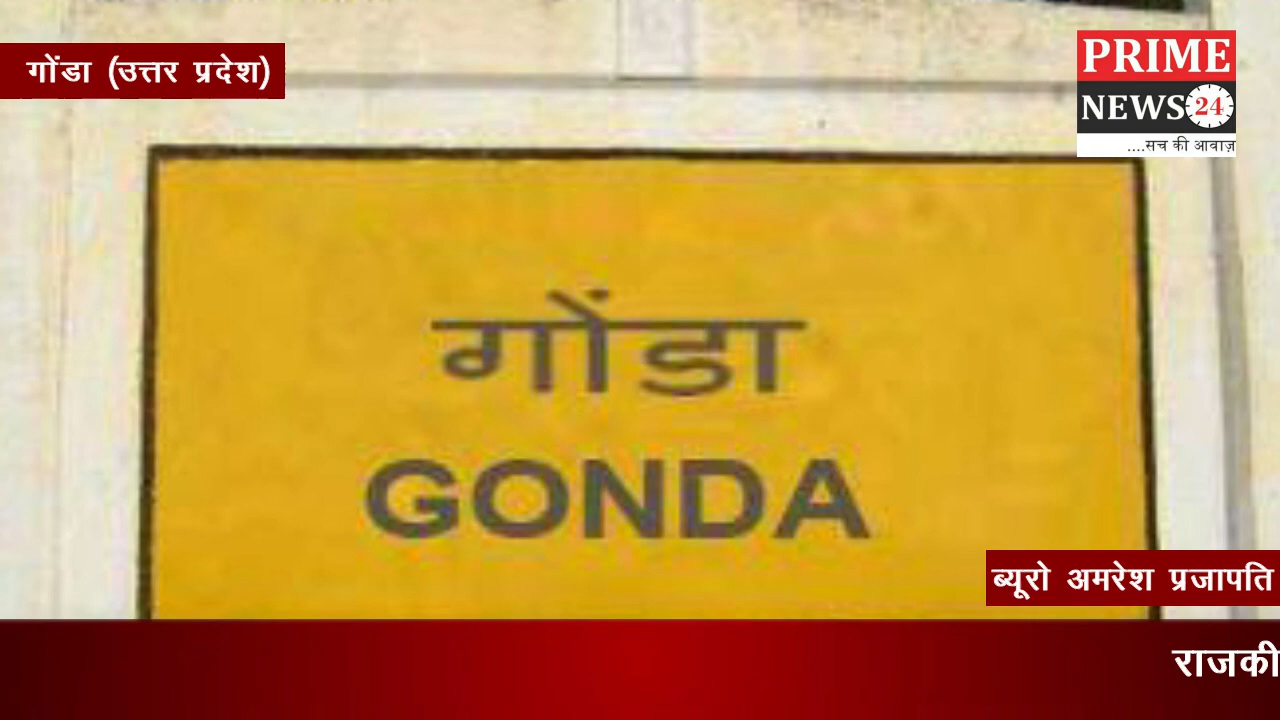 गोंडा (उत्तर प्रदेश)
PRIME
NEWS 24
....सच की आवाज़
गोंडा
GONDA
ब्यूरो अमरेश प्रजापति
राजकी